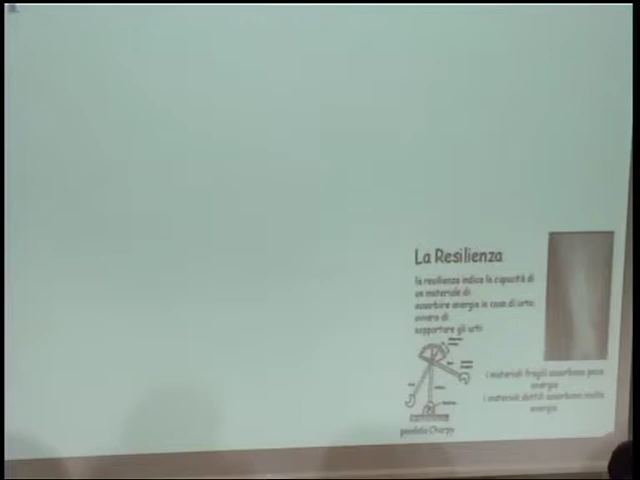 La Resilienza
la resilienza indica la capacità di
un materiale di
assorbire energia in caso di urto,
ovvero di
sopportare gli urti
i materiali fragili assorbono poca
energia
i materiali duttili assorbono molta
energia
pendolo Charpy